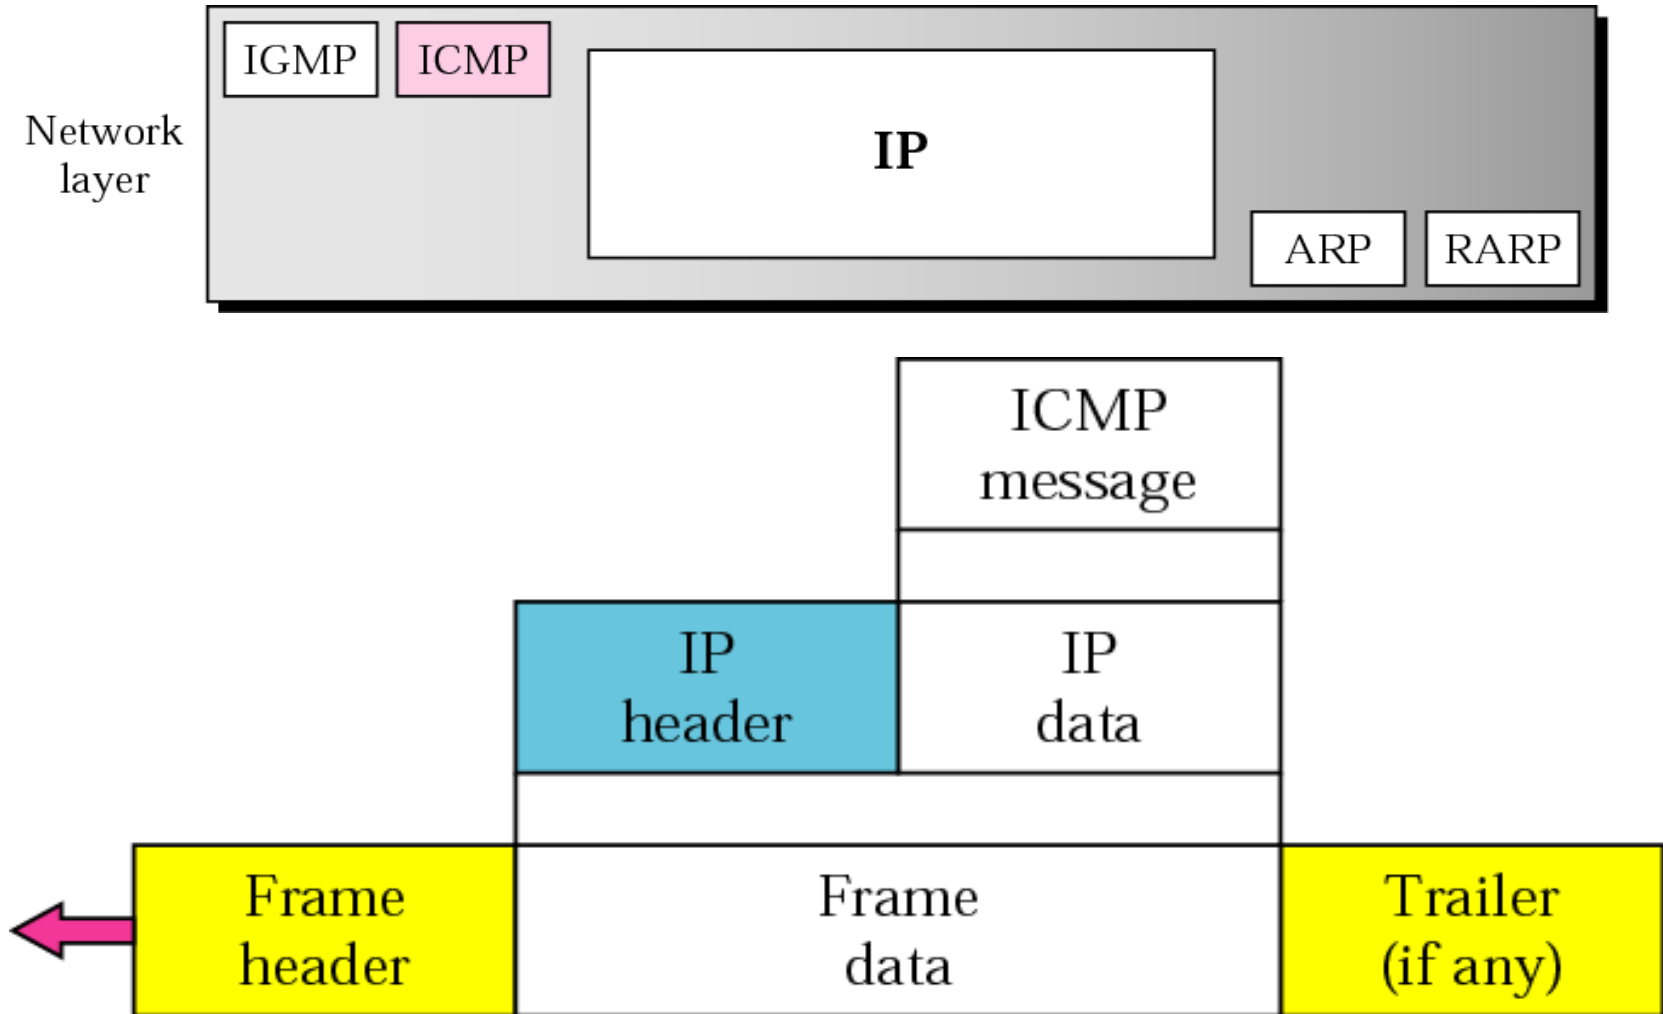 IGMP
ICMP
Network
layer
IP
ARP
RARP
ICMP
message
IP
header
IP
data
Frame
header
Frame
data
Trailer
(if any)